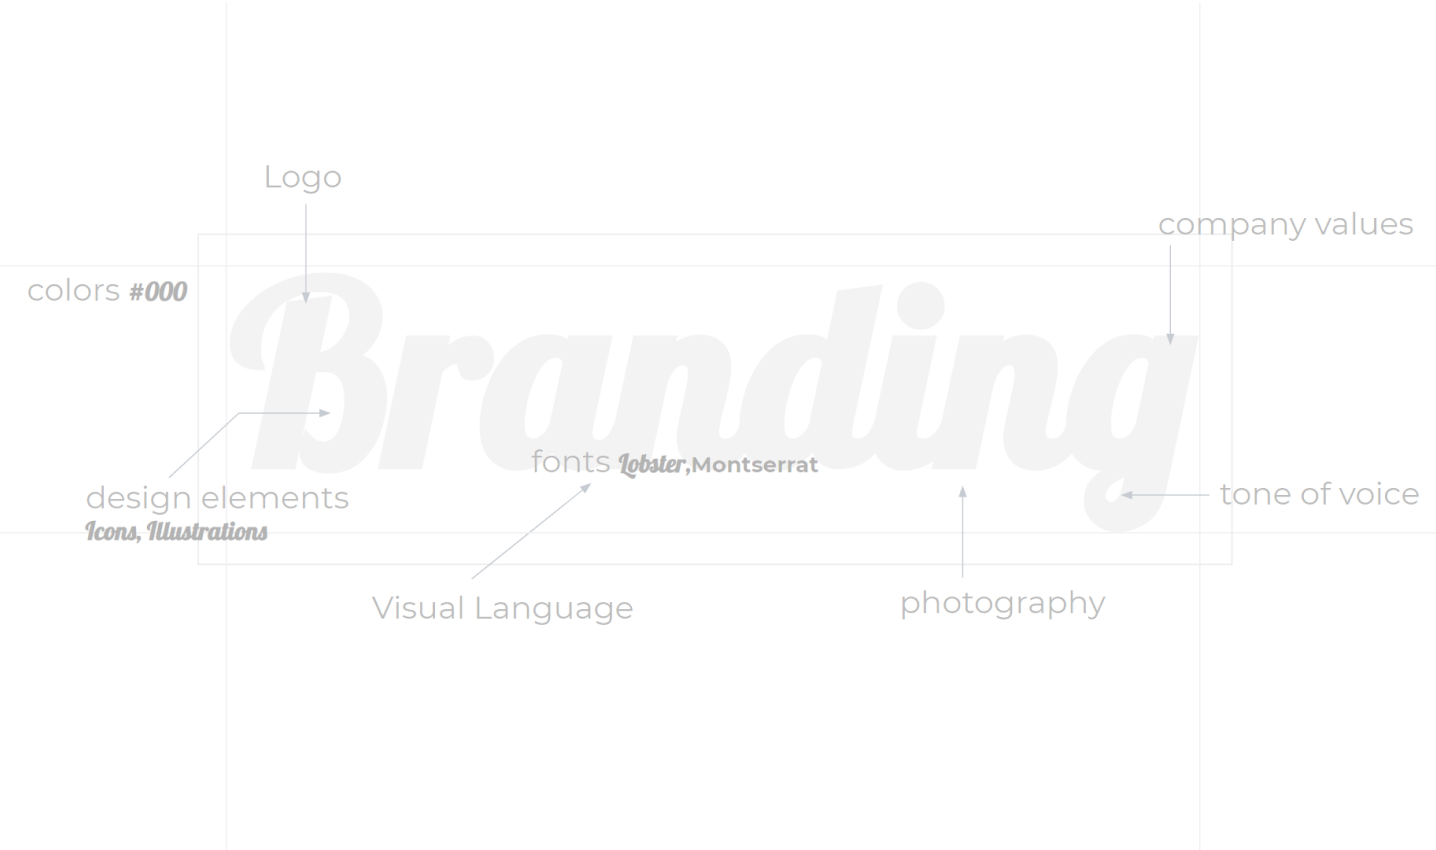 Logo
company values
colors #000
Branding
fonts Lobster,Montserrat
design elements
Icons, Illustrations
tone of voice
Visual Language
photography